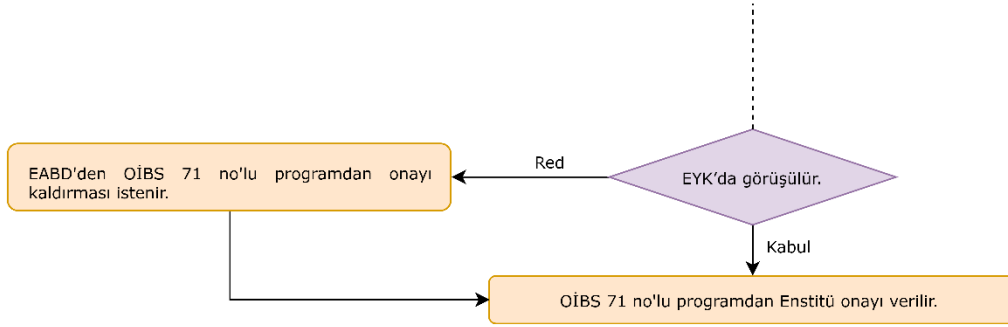 Red
EABD'den OİBS 71 no'lu programdan onayı
kaldırması istenir.
EYK’da görüşülür.
Kabul
OİBS 71 no'lu programdan Enstitü onayı verilir.